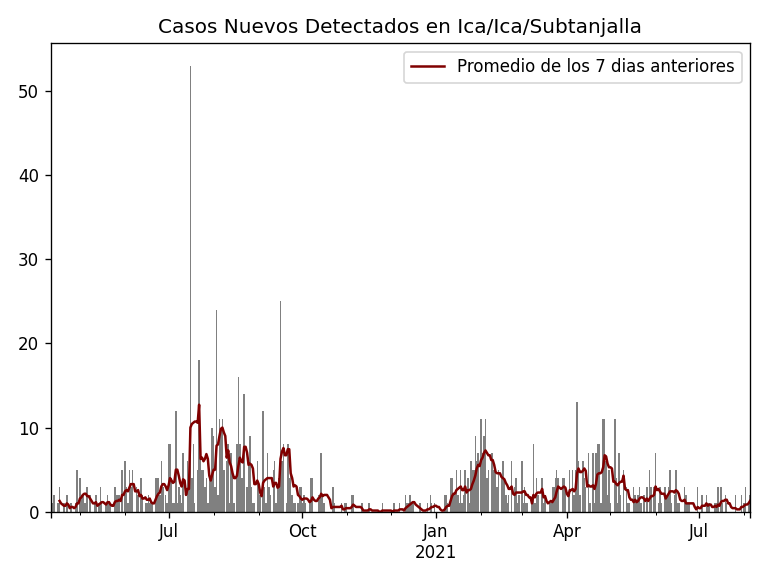 Casos Nuevos Detectados en Ica/Ica/Subtanjalla
Promedio de los 7 dias anteriores
50
40
30
20
10
0
Jul Oct Jan Apr Jul
2021